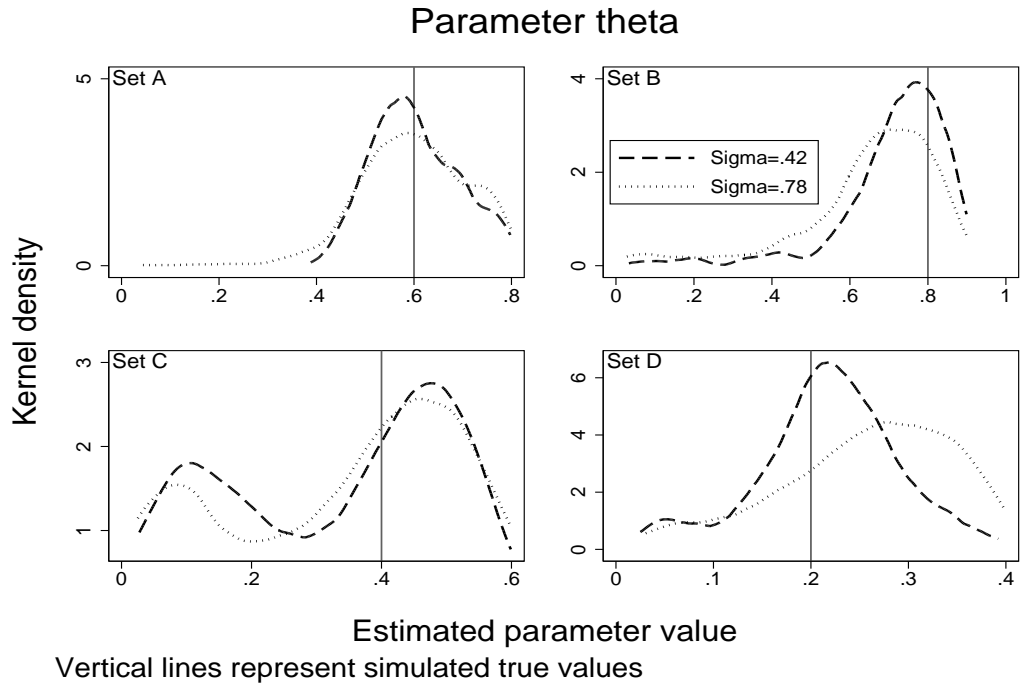 Parameter theta
Set A
5
0
0 .2 .4 .6 .8
Set B
4
2
0
0 .2 .4 .6 .8 1
Sigma=.42
Sigma=.78
Kernel density
Set C
3
2
1
0 .2 .4 .6
Set D
6
4
2
0
0 .1 .2 .3 .4
Estimated parameter value
Vertical lines represent simulated true values